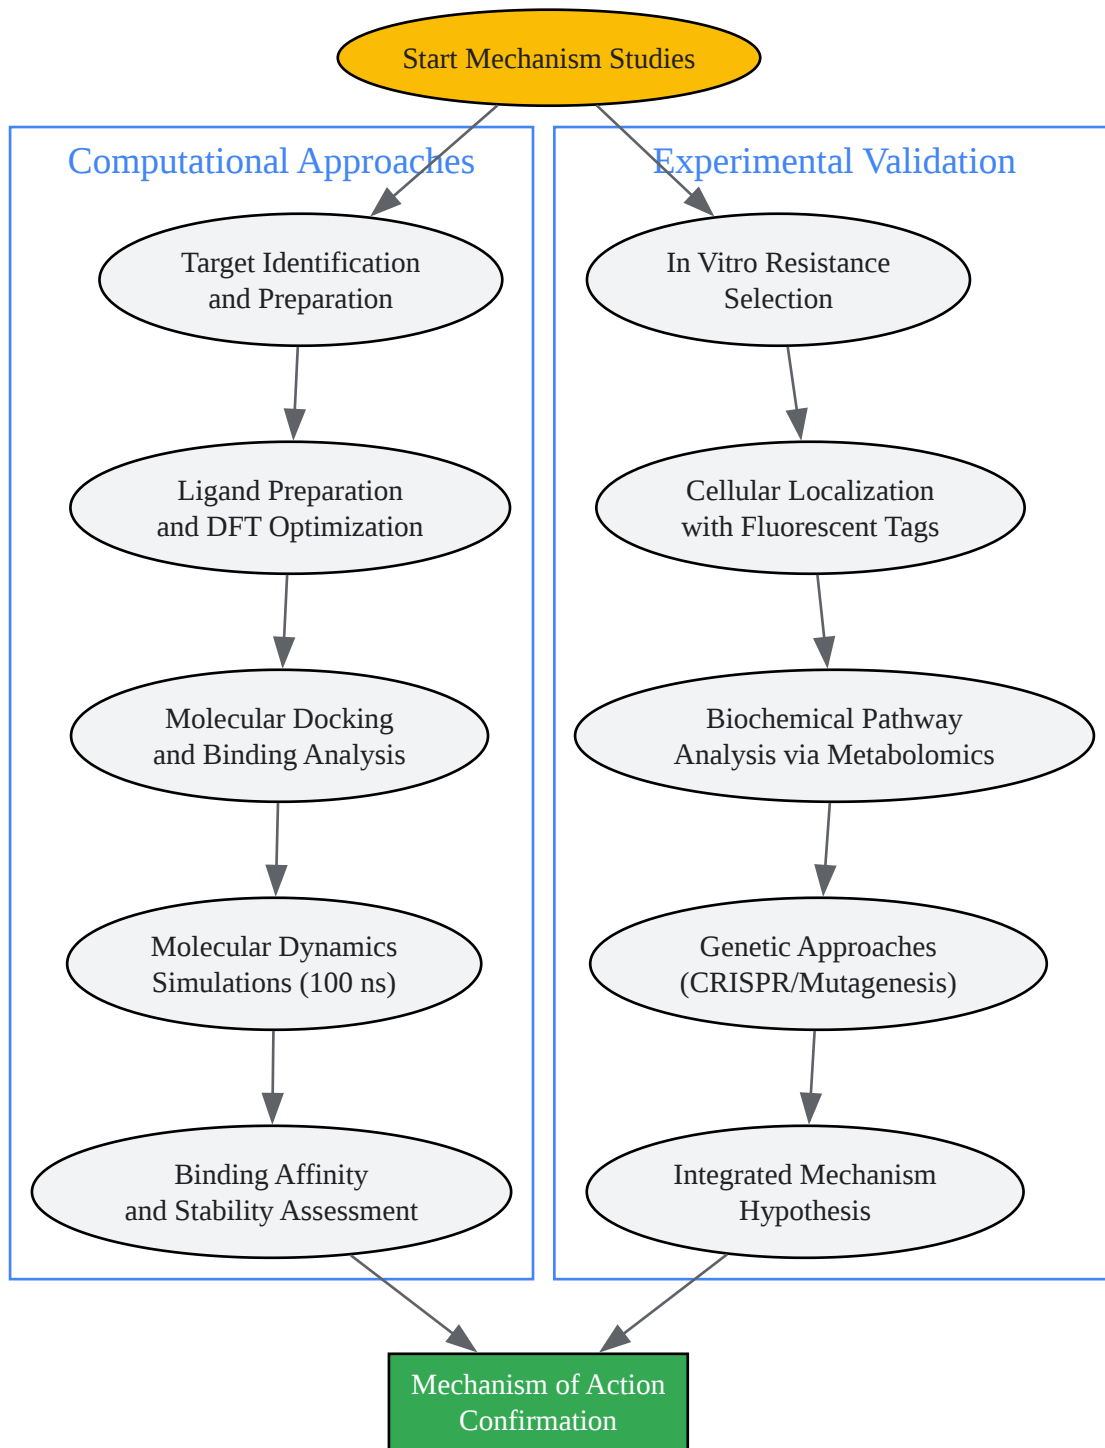 Start Mechanism Studies
Computational Approaches
Target Identification
and Preparation
Ligand Preparation
and DFT Optimization
Molecular Docking
and Binding Analysis
Molecular Dynamics
Simulations (100 ns)
Binding Affinity
and Stability Assessment
Experimental Validation
In Vitro Resistance
Selection
Cellular Localization
with Fluorescent Tags
Biochemical Pathway
Analysis via Metabolomics
Genetic Approaches
(CRISPR/Mutagenesis)
Integrated Mechanism
Hypothesis
Mechanism of Action
Confirmation